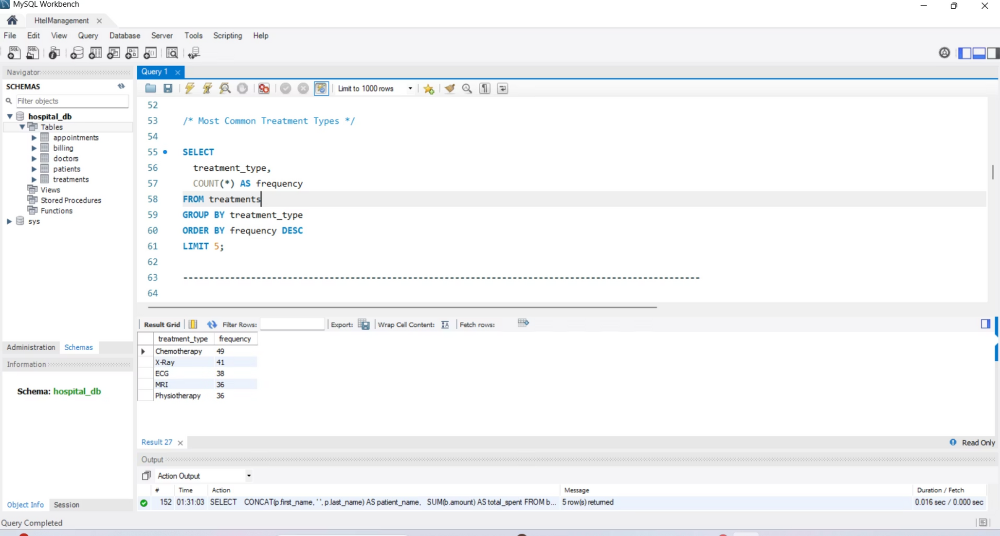 MySQL Workbench
HtelManagement
File Edit View Query Database Server Tools Scripting Help
Navigator
SCHEMAS
Filter objects
hospital_db
Tables
appointments
billing
doctors
patients
treatments
Views
Stored Procedures
Functions
sys
Administration Schemas
Information
Schema: hospital_db
Object Info Session
Query 1
Limit to 1000 rows
52
53 /* Most Common Treatment Types */
54
55 SELECT
56 treatment_type,
57 COUNT(*) AS frequency
58 FROM treatments
59 GROUP BY treatment_type
60 ORDER BY frequency DESC
61 LIMIT 5;
62
63 ---------------------------------------------------------------------------------------------------
64
Result Grid Filter Rows: Export: Wrap Cell Content: Fetch rows:
treatment_type frequency
Chemotherapy 49
X-Ray 41
ECG 38
MRI 36
Physiotherapy 36
Result 27 Read Only
Output
Action Output
# Time Action Message Duration / Fetch
152 01:31:03 SELECT CONCAT(p.first_name, ' ', p.last_name) AS patient_name, SUM(b.amount) AS total_spent FROM b... 5 row(s) returned 0.016 sec / 0.000 sec
Query Completed